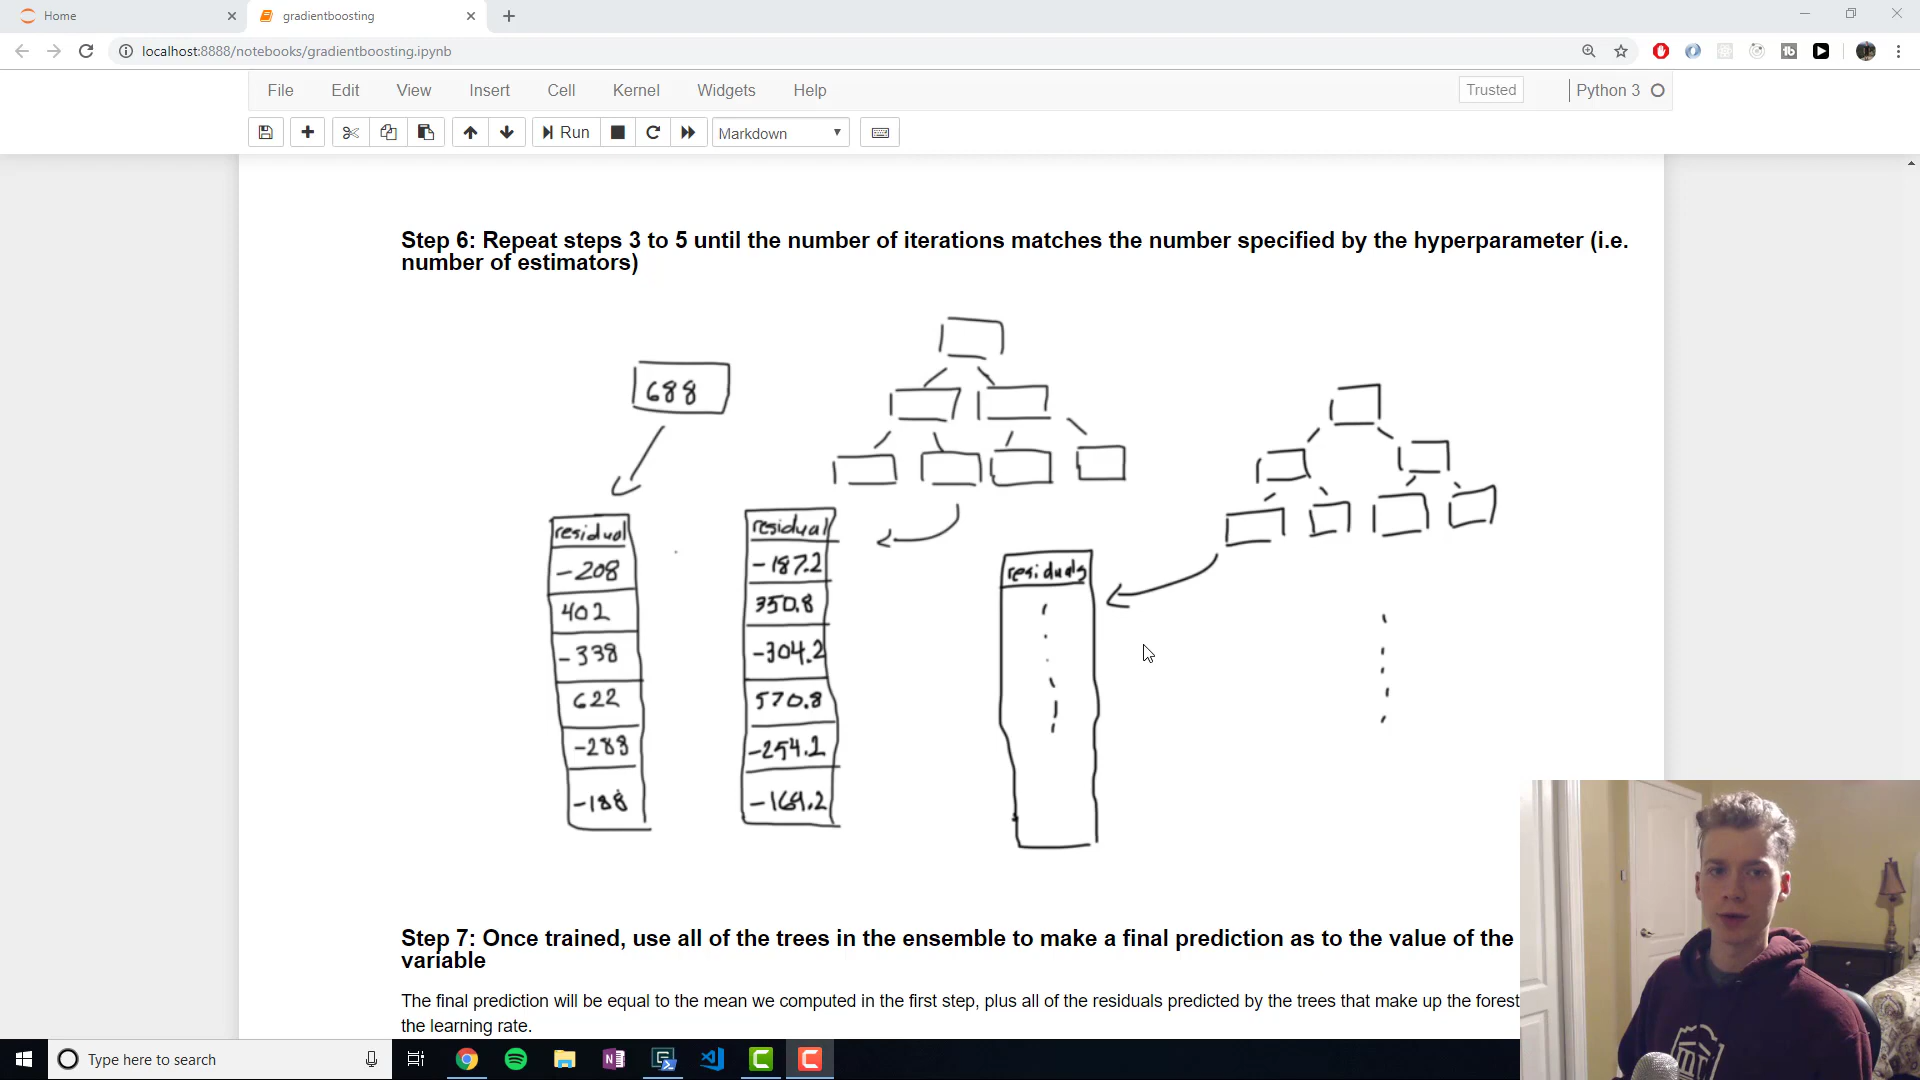 Home
gradientboosting
localhost:8888/notebooks/gradientboosting.ipynb
File Edit View Insert Cell Kernel Widgets Help
Trusted
Python 3
Run
Markdown
Step 6: Repeat steps 3 to 5 until the number of iterations matches the number specified by the hyperparameter (i.e.
number of estimators)
688
residual
-208
402
-338
622
-288
-188
residual
-187.2
350.8
-304.2
570.8
-254.2
-169.2
residuals
Step 7: Once trained, use all of the trees in the ensemble to make a final prediction as to the value of the
variable
The final prediction will be equal to the mean we computed in the first step, plus all of the residuals predicted by the trees that make up the forest
the learning rate.
Type here to search